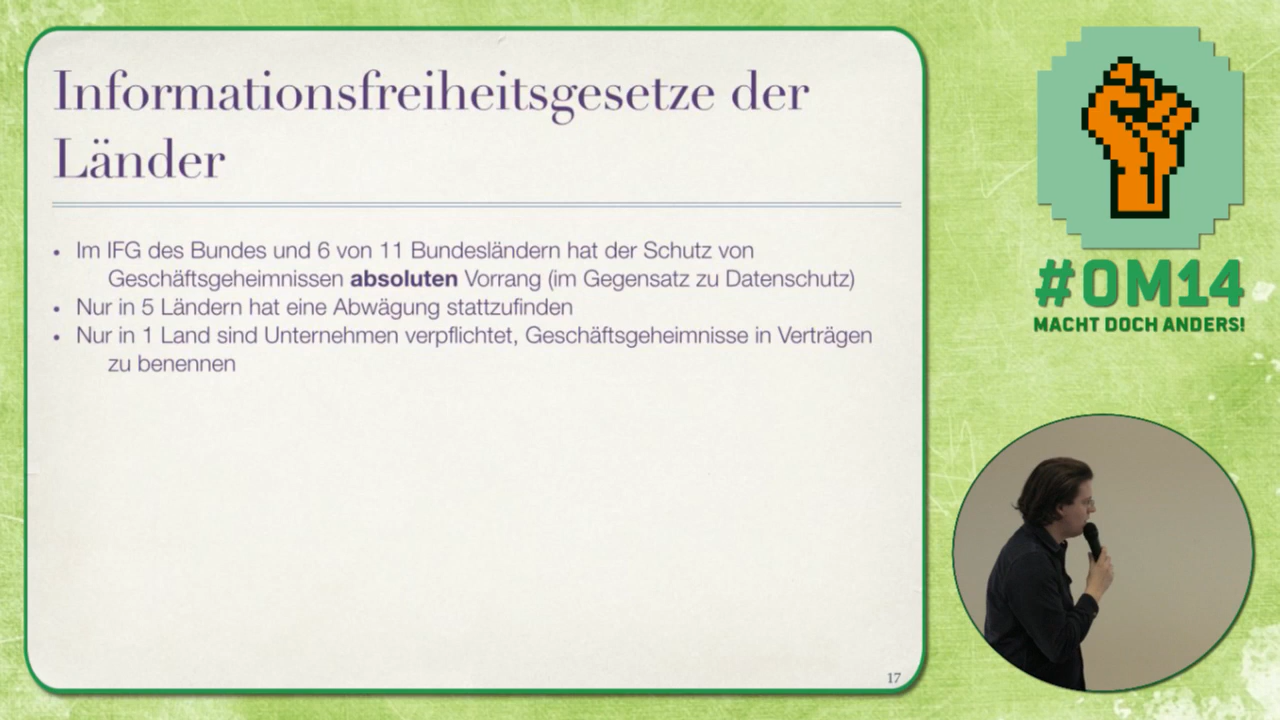 Informationsfreiheitsgesetze der
Länder
• Im IFG des Bundes und 6 von 11 Bundesländern hat der Schutz von
Geschäftsgeheimnissen absoluten Vorrang (im Gegensatz zu Datenschutz)
• Nur in 5 Ländern hat eine Abwägung stattzufinden
• Nur in 1 Land sind Unternehmen verpflichtet, Geschäftsgeheimnisse in Verträgen
zu benennen
17
#OM14
MACHT DOCH ANDERS!